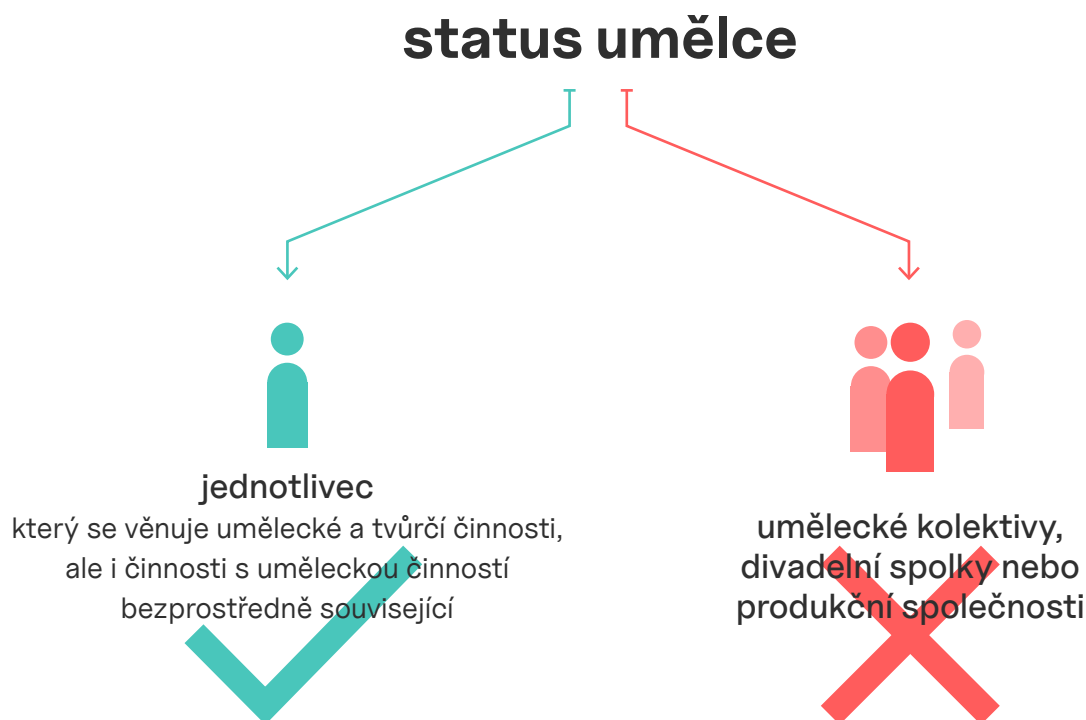 status umělce
jednotlivec
který se věnuje umělecké a tvůrčí činnosti,
ale i činnosti s uměleckou činností
bezprostředně související
umělecké kolektivy,
divadelní spolky nebo
produkční společnosti